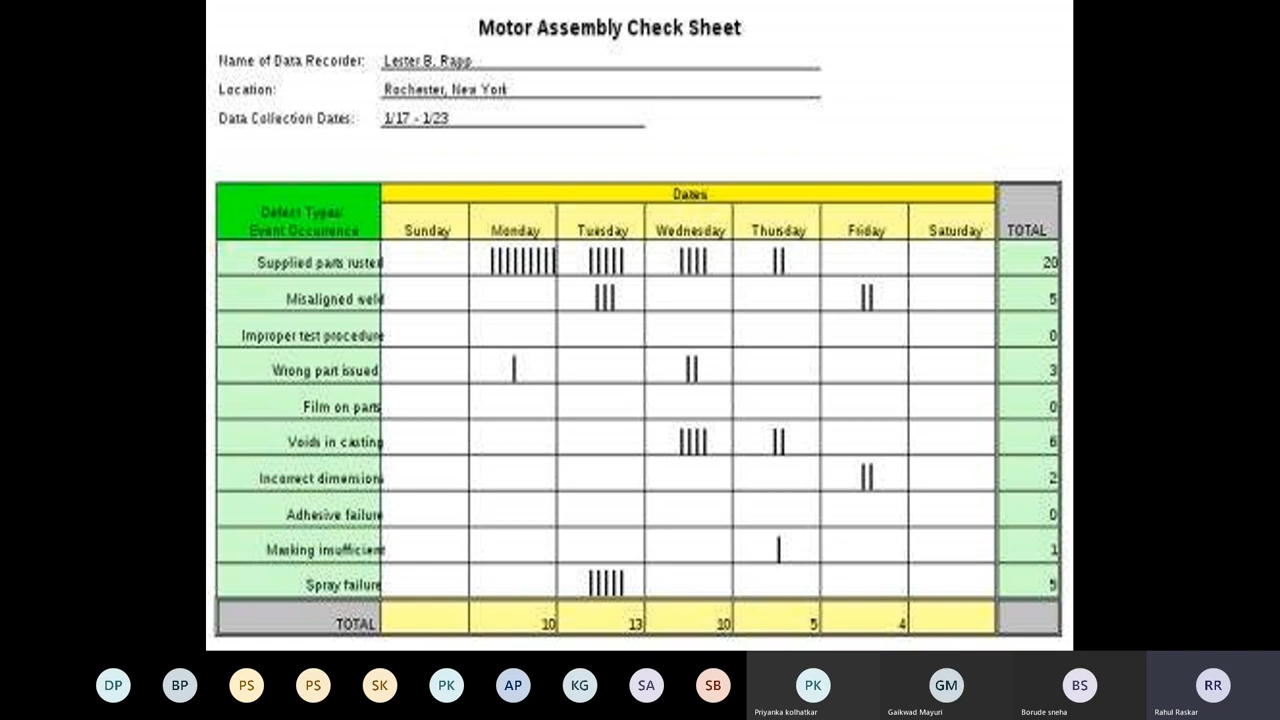 Motor Assembly Check Sheet
Name of Data Recorder: Lester B. Rapp
Location: Rochester, New York
Data Collection Dates: 1/17 - 1/23
Dates
Defect Types/
Event Occurrence
Sunday Monday Tuesday Wednesday Thursday Friday Saturday TOTAL
Supplied parts rusted 20
Misaligned weld 5
Improper test procedure 0
Wrong part issued 3
Film on parts 0
Voids in casting 6
Incorrect dimensions 2
Adhesive failure 0
Masking insufficient 1
Spray failure 5
TOTAL 10 13 10 5 4
DP BP PS PS SK PK AP KG SA SB PK GM BS RR
Priyanka kolhatkar Gaikwad Mayuri Borude sneha Rahul Raskar